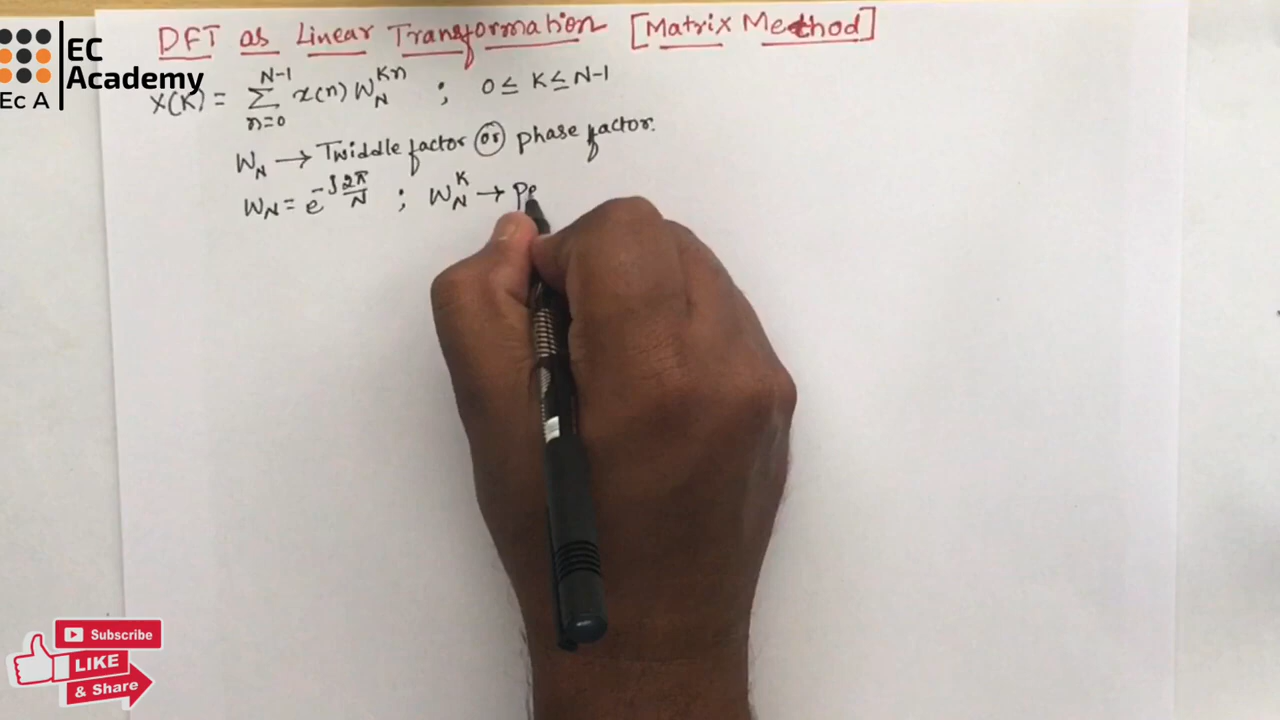 DFT as Linear Transformation [Matrix Method]
EC
Academy
Ec A
X(K) = N-1 Σ n=0 x(n) W_N^Kn ; 0 ≤ K ≤ N-1
W_N → Twiddle factor or phase factor.
W_N = e^-J2π/N ; W_N^K → Pe
Subscribe
LIKE
& Share